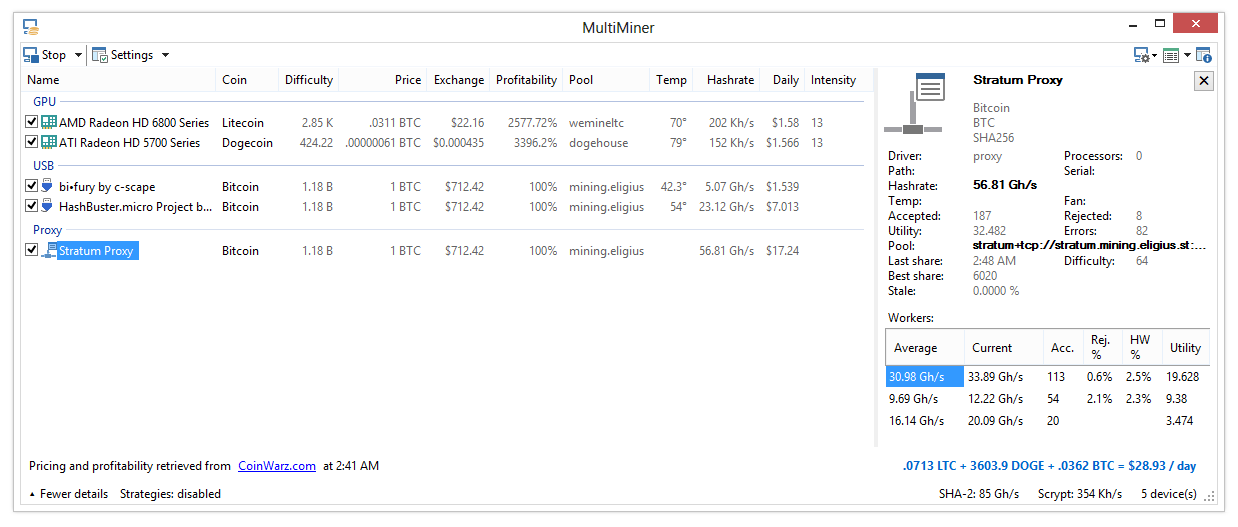 MultiMiner
Stop Settings
Name Coin Difficulty Price Exchange Profitability Pool Temp Hashrate Daily Intensity
GPU
AMD Radeon HD 6800 Series Litecoin 2.85 K .0311 BTC $22.16 2577.72% wemineltc 70° 202 Kh/s $1.58 13
ATI Radeon HD 5700 Series Dogecoin 424.22 .00000061 BTC $0.000435 3396.2% dogehouse 79° 152 Kh/s $1.566 13
USB
bi•fury by c-scape Bitcoin 1.18 B 1 BTC $712.42 100% mining.eligius 42.3° 5.07 Gh/s $1.539
HashBuster.micro Project b... Bitcoin 1.18 B 1 BTC $712.42 100% mining.eligius 54° 23.12 Gh/s $7.013
Proxy
Stratum Proxy Bitcoin 1.18 B 1 BTC $712.42 100% mining.eligius 56.81 Gh/s $17.24
Stratum Proxy
Bitcoin
BTC
SHA256
Driver: proxy Processors: 0
Path: Serial:
Hashrate: 56.81 Gh/s
Temp: Fan:
Accepted: 187 Rejected: 8
Utility: 32.482 Errors: 82
Pool: stratum+tcp://stratum.mining.eligius.st:...
Last share: 2:48 AM Difficulty: 64
Best share: 6020
Stale: 0.0000 %
Workers:
Average Current Acc. Rej. % HW % Utility
30.98 Gh/s 33.89 Gh/s 113 0.6% 2.5% 19.628
9.69 Gh/s 12.22 Gh/s 54 2.1% 2.3% 9.38
16.14 Gh/s 20.09 Gh/s 20 3.474
Pricing and profitability retrieved from CoinWarz.com at 2:41 AM
.0713 LTC + 3603.9 DOGE + .0362 BTC = $28.93 / day
Fewer details Strategies: disabled
SHA-2: 85 Gh/s Scrypt: 354 Kh/s 5 device(s)